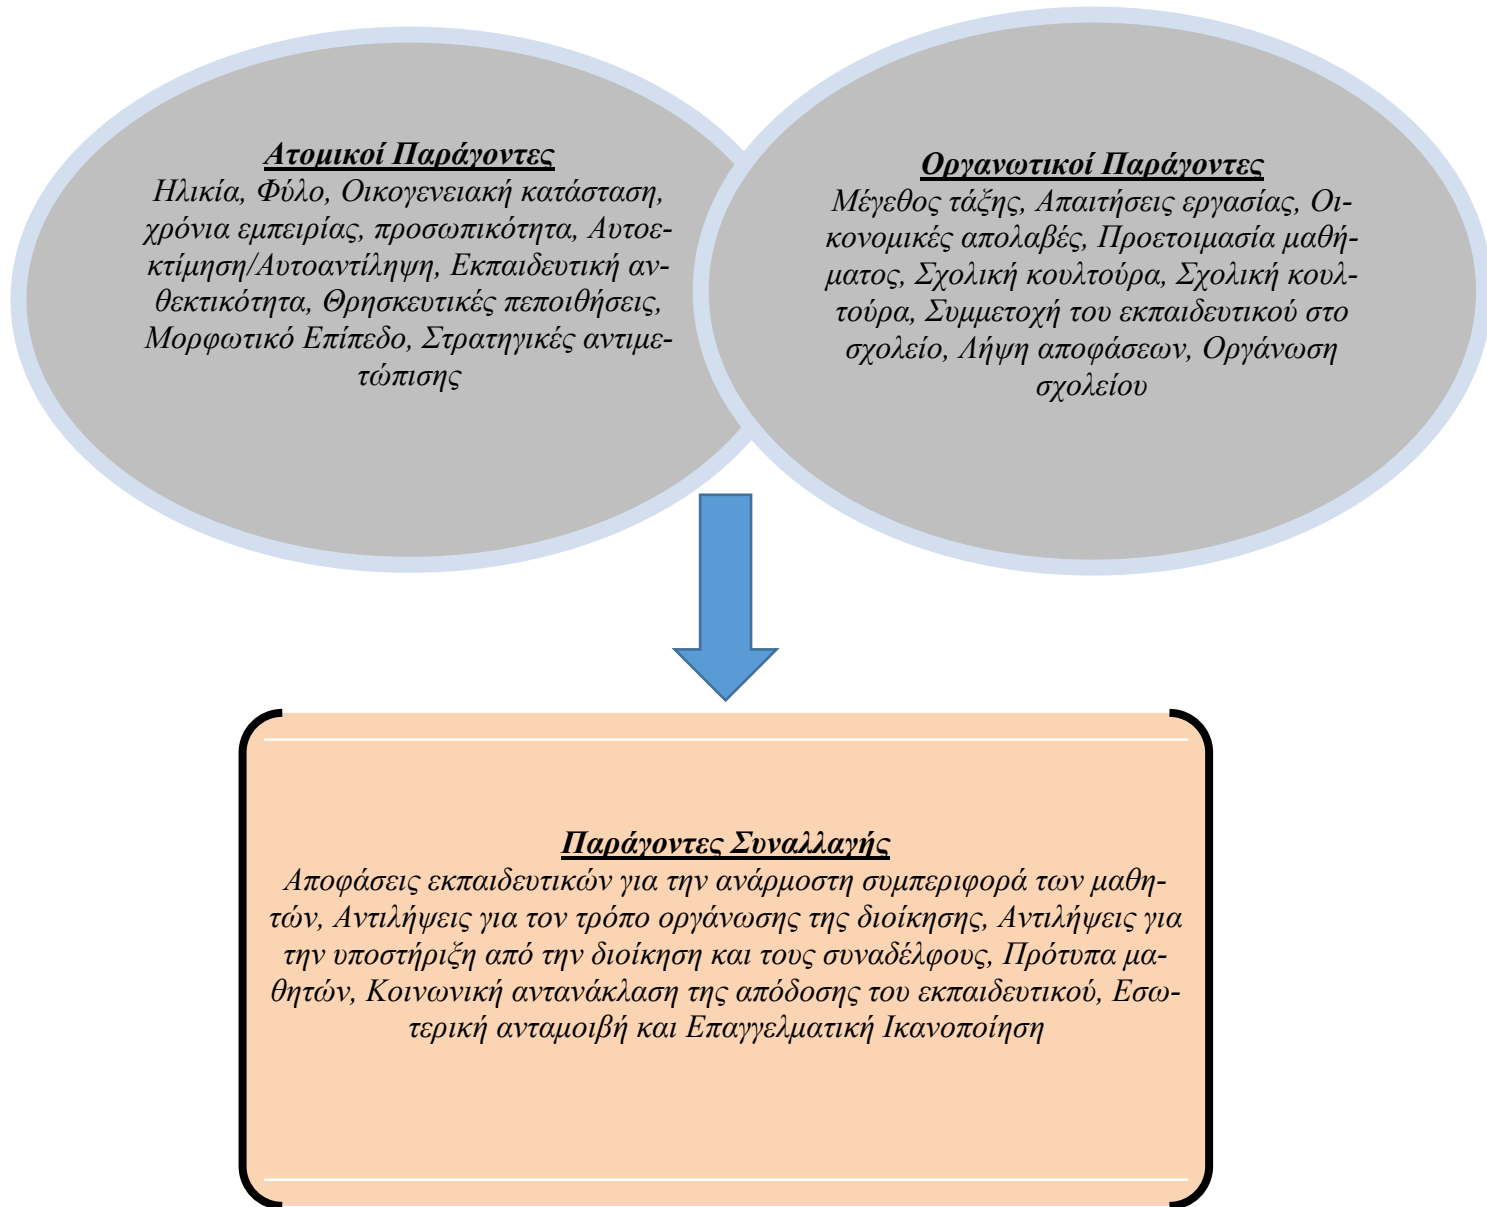 Ατομικοί Παράγοντες
Ηλικία, Φύλο, Οικογενειακή κατάσταση,
χρόνια εμπειρίας, προσωπικότητα, Αυτοε-
κτίμηση/Αυτοαντίληψη, Εκπαιδευτική αν-
θεκτικότητα, Θρησκευτικές πεποιθήσεις,
Μορφωτικό Επίπεδο, Στρατηγικές αντιμε-
τώπισης
Οργανωτικοί Παράγοντες
Μέγεθος τάξης, Απαιτήσεις εργασίας, Οι-
κονομικές απολαβές, Προετοιμασία μαθή-
ματος, Σχολική κουλτούρα, Σχολική κουλ-
τούρα, Συμμετοχή του εκπαιδευτικού στο
σχολείο, Λήψη αποφάσεων, Οργάνωση
σχολείου
Παράγοντες Συναλλαγής
Αποφάσεις εκπαιδευτικών για την ανάρμοστη συμπεριφορά των μαθη-
τών, Αντιλήψεις για τον τρόπο οργάνωσης της διοίκησης, Αντιλήψεις για
την υποστήριξη από την διοίκηση και τους συναδέλφους, Πρότυπα μα-
θητών, Κοινωνική αντανάκλαση της απόδοσης του εκπαιδευτικού, Εσω-
τερική ανταμοιβή και Επαγγελματική Ικανοποίηση